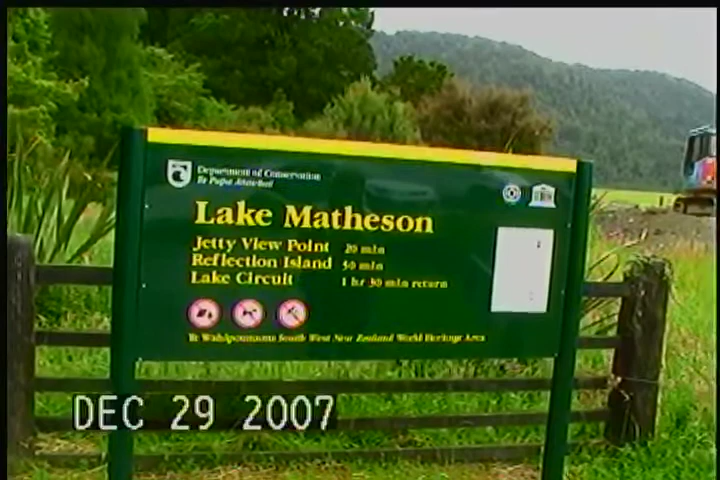 Department of Conservation
Te Papa Atawhai
Lake Matheson
Jetty View Point 20 min
Reflection Island 50 min
Lake Circuit 1 hr 30 min return
Te Wahipounamu South West New Zealand World Heritage Area
DEC 29 2007